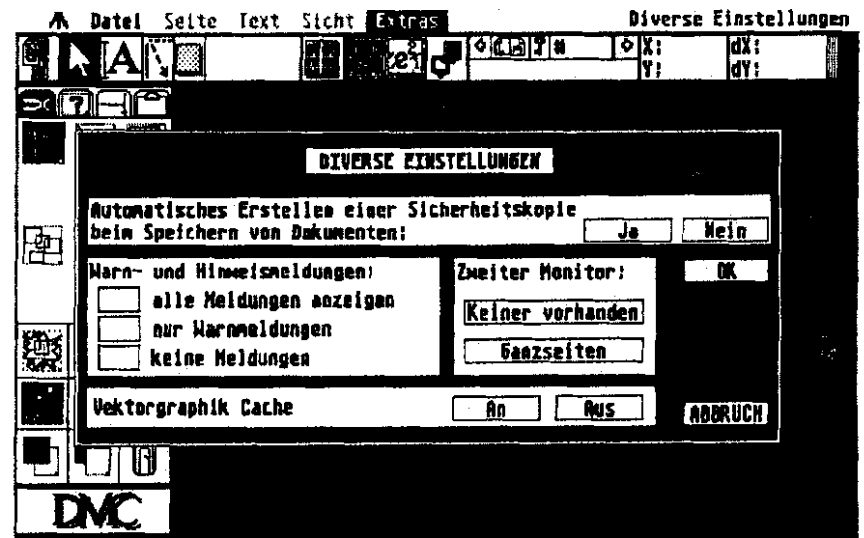 Datei Seite Text Sicht Extras Diverse Einstellungen
A # X: dX:
Y: dY:
?
DIVERSE EINSTELLUNGEN
Automatisches Erstellen einer Sicherheitskopie
beim Speichern von Dokumenten: Ja Nein
Warn- und Hinweismeldungen: Zweiter Monitor: OK
alle Meldungen anzeigen
Keiner vorhanden
nur Warnmeldungen
keine Meldungen Ganzseiten
Vektorgraphik Cache An Aus ABBRUCH
DMC